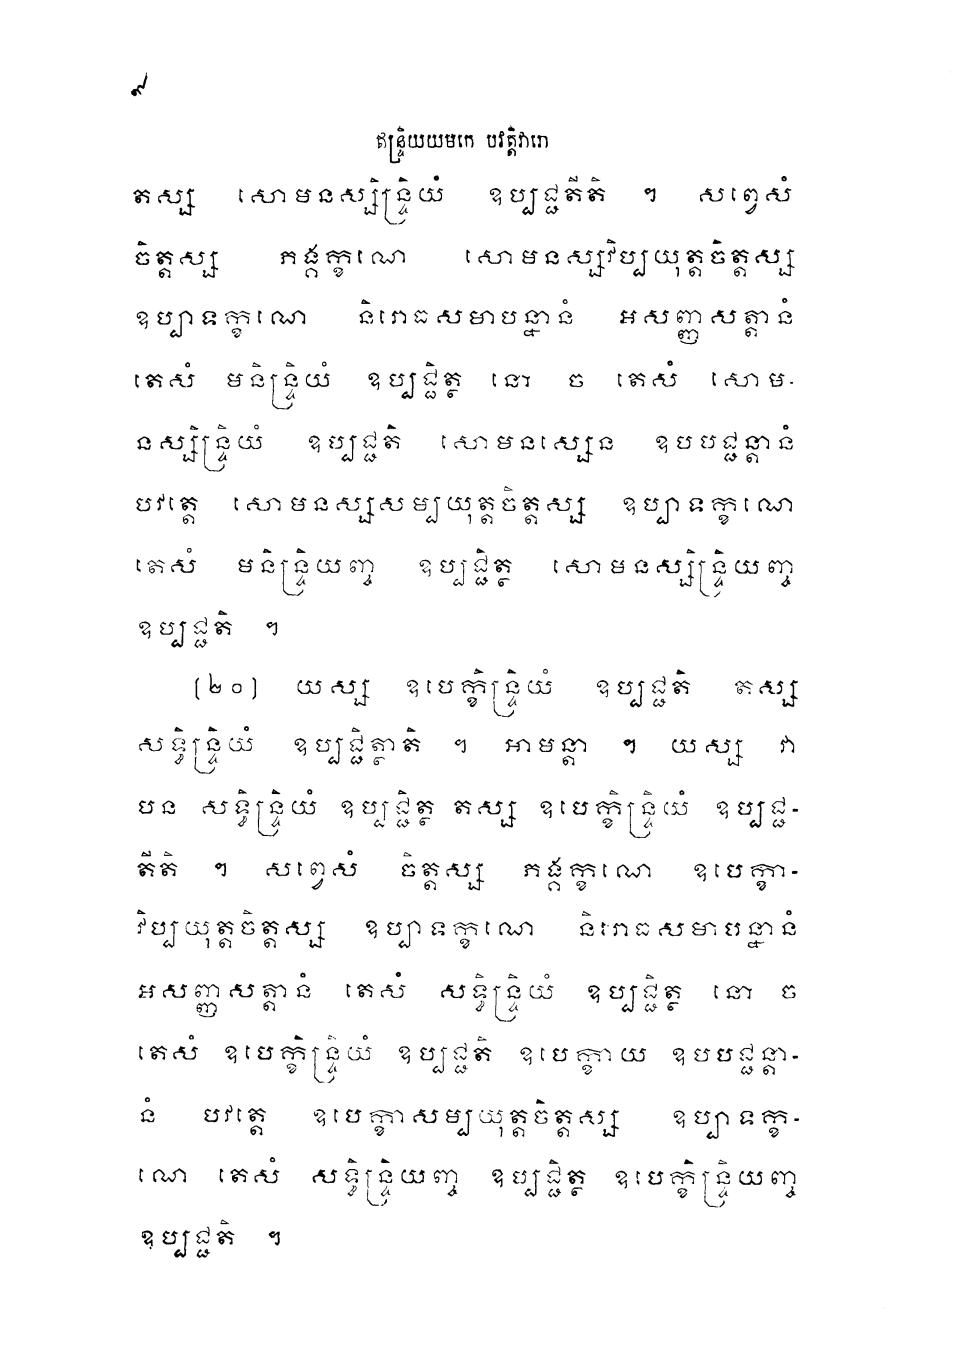 ៩
ឥន្ទ្រិយយមកេ បវត្តិវារោ
តស្ស សោមនស្សិន្ទ្រិយំ ឧប្បជ្ជតីតិ ។ សព្វេសំ
ចិត្តស្ស ភង្គក្ខណេ សោមនស្សវិប្បយុត្តចិត្តស្ស
ឧប្បាទក្ខណេ និរោធសមាបន្នានំ អសញ្ញសត្តានំ
តេសំ មនិន្ទ្រិយំ ឧប្បជ្ជិត្ថ នោ ច តេសំ សោម-
នស្សិន្ទ្រិយំ ឧប្បជ្ជតិ សោមនស្សេន ឧបបជ្ជន្តានំ
បវត្តេ សោមនស្សសម្បយុត្តចិត្តស្ស ឧប្បាទក្ខណេ
តេសំ មនិន្ទ្រិយញ្ច ឧប្បជ្ជិត្ថ សោមនស្សិន្ទ្រិយញ្ច
ឧប្បជ្ជតិ ។
(២០) យស្ស ឧបេក្ខិន្ទ្រិយំ ឧប្បជ្ជតិ តស្ស
សទ្ធិន្ទ្រិយំ ឧប្បជ្ជិត្ថាតិ ។ អាមន្តា ។ យស្ស វា
បន សទ្ធិន្ទ្រិយំ ឧប្បជ្ជិត្ថ តស្ស ឧបេក្ខិន្ទ្រិយំ ឧប្បជ្ជ-
តីតិ ។ សព្វេសំ ចិត្តស្ស ភង្គក្ខណេ ឧបេក្ខា-
វិប្បយុត្តចិត្តស្ស ឧប្បាទក្ខណេ និរោធសមាបន្នានំ
អសញ្ញសត្តានំ តេសំ សទ្ធិន្ទ្រិយំ ឧប្បជ្ជិត្ថ នោ ច
តេសំ ឧបេក្ខិន្ទ្រិយំ ឧប្បជ្ជតិ ឧបេក្ខាយ ឧបបជ្ជន្តា-
នំ បវត្តេ ឧបេក្ខាសម្បយុត្តចិត្តស្ស ឧប្បាទក្ខ-
ណេ តេសំ សទ្ធិន្ទ្រិយញ្ច ឧប្បជ្ជិត្ថ ឧបេក្ខិន្ទ្រិយញ្ច
ឧប្បជ្ជតិ ។